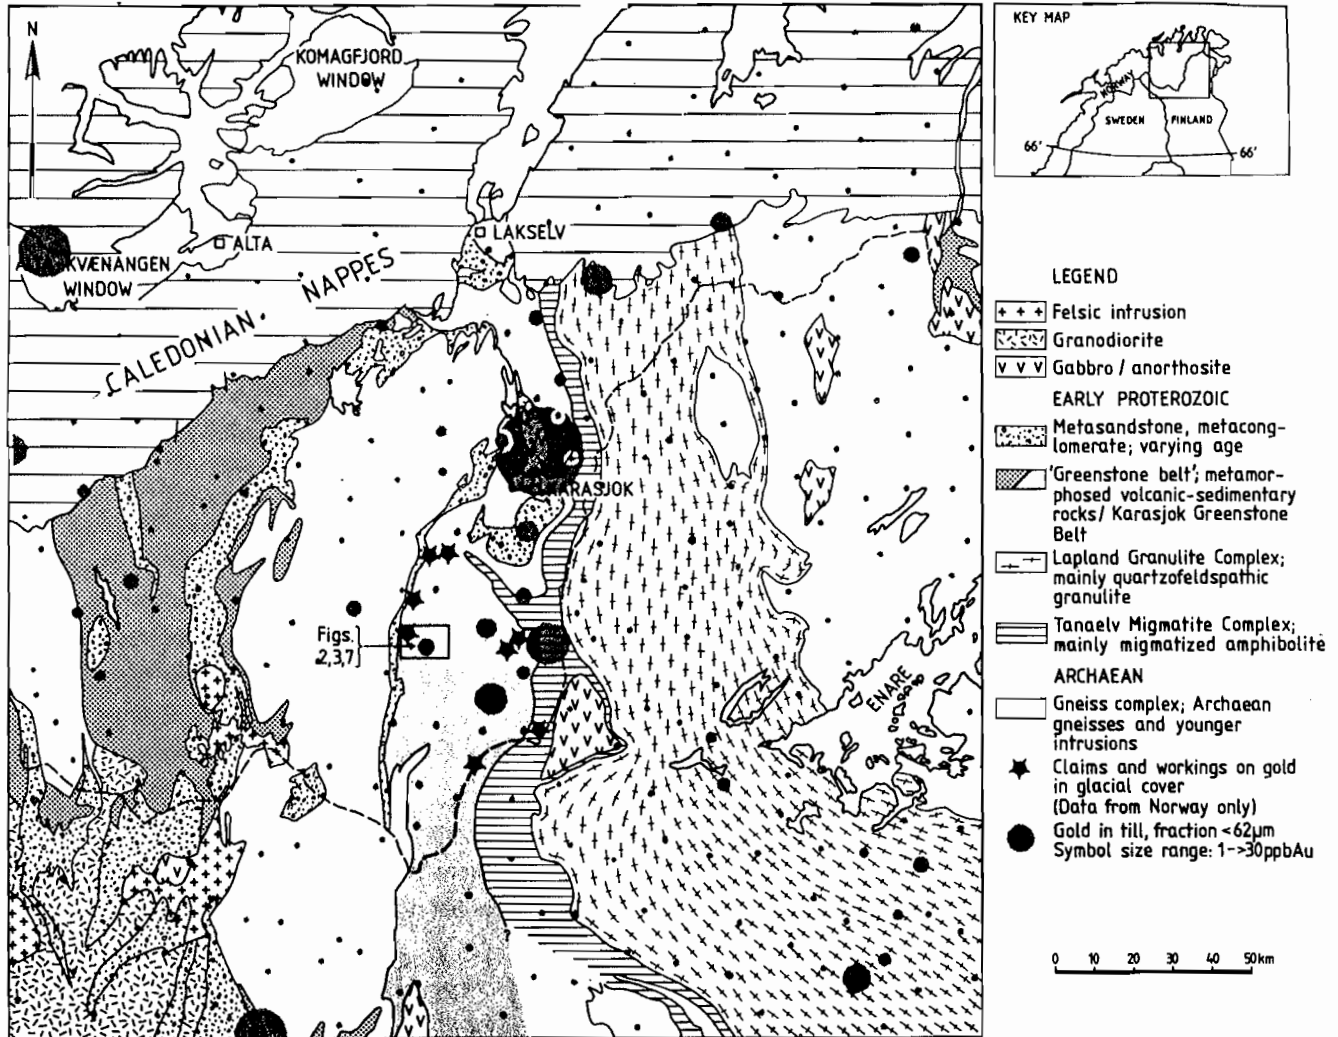 N
KOMAGFJORD
WINDOW
ALTA
LAKSELV
KVÆNANGEN
WINDOW
CALEDONIAN NAPPES
KARASJOK
Figs.
2,3,7
ENARE
?
KEY MAP
NORWAY
SWEDEN
FINLAND
66'
66'
LEGEND
Felsic intrusion
Granodiorite
Gabbro / anorthosite
EARLY PROTEROZOIC
Metasandstone, metacong-
lomerate; varying age
'Greenstone belt'; metamor-
phosed volcanic-sedimentary
rocks / Karasjok Greenstone
Belt
Lapland Granulite Complex;
mainly quartzofeldspathic
granulite
Tanaelv Migmatite Complex;
mainly migmatized amphibolite
ARCHAEAN
Gneiss complex; Archaean
gneisses and younger
intrusions
Claims and workings on gold
in glacial cover
(Data from Norway only)
Gold in till, fraction <62µm
Symbol size range: 1->30ppbAu
0 10 20 30 40 50km